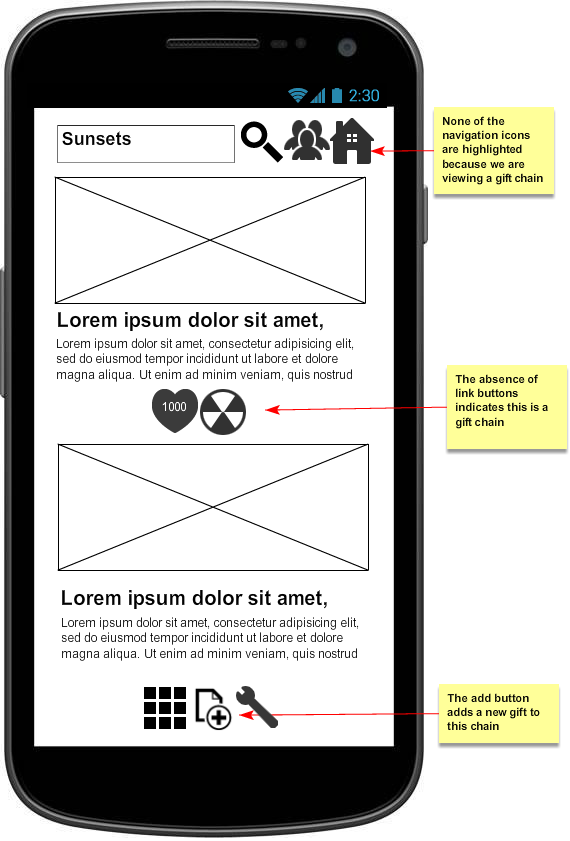 2:30
Sunsets
None of the
navigation icons
are highlighted
because we are
viewing a gift chain
Lorem ipsum dolor sit amet,
Lorem ipsum dolor sit amet, consectetur adipisicing elit,
sed do eiusmod tempor incididunt ut labore et dolore
magna aliqua. Ut enim ad minim veniam, quis nostrud
1000
The absence of
link buttons
indicates this is a
gift chain
Lorem ipsum dolor sit amet,
Lorem ipsum dolor sit amet, consectetur adipisicing elit,
sed do eiusmod tempor incididunt ut labore et dolore
magna aliqua. Ut enim ad minim veniam, quis nostrud
The add button
adds a new gift to
this chain